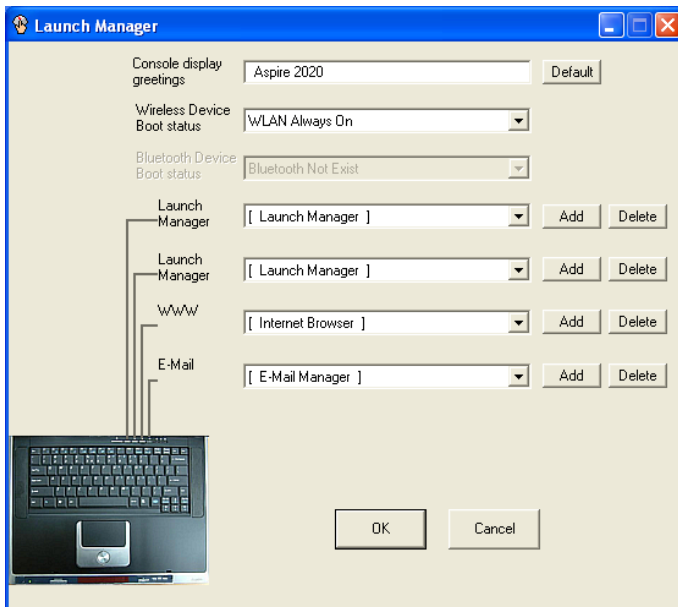 Launch Manager
Console display
greetings
Aspire 2020
Default
Wireless Device
Boot status
WLAN Always On
Bluetooth Device
Boot status
Bluetooth Not Exist
Launch
Manager
[ Launch Manager ]
Add
Delete
Launch
Manager
[ Launch Manager ]
Add
Delete
WWW
[ Internet Browser ]
Add
Delete
E-Mail
[ E-Mail Manager ]
Add
Delete
OK
Cancel